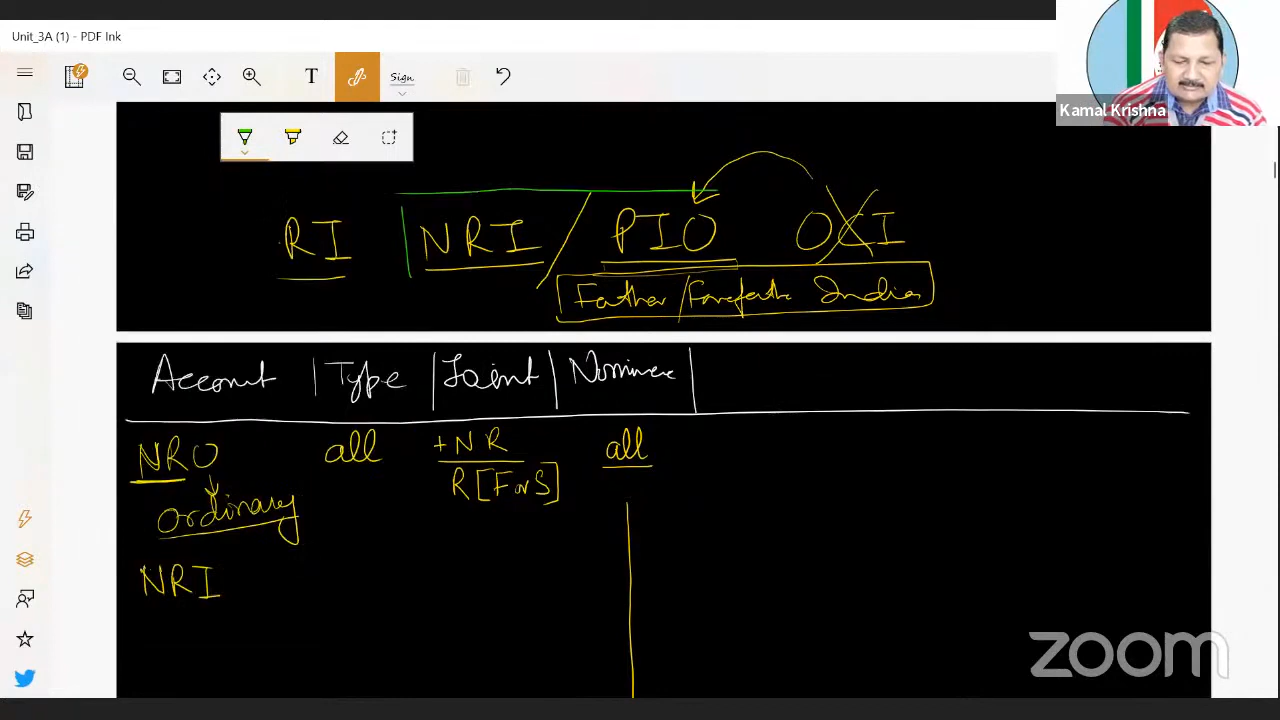 Unit_3A (1) - PDF Ink
T
Sign
Kamal Krishna
RI NRI / PIO OCI
Father / Forefathe Indian
Account | Type | Joint | Nominee |
NRO all + NR all
R [F or S]
ordinary
NRI
zoom